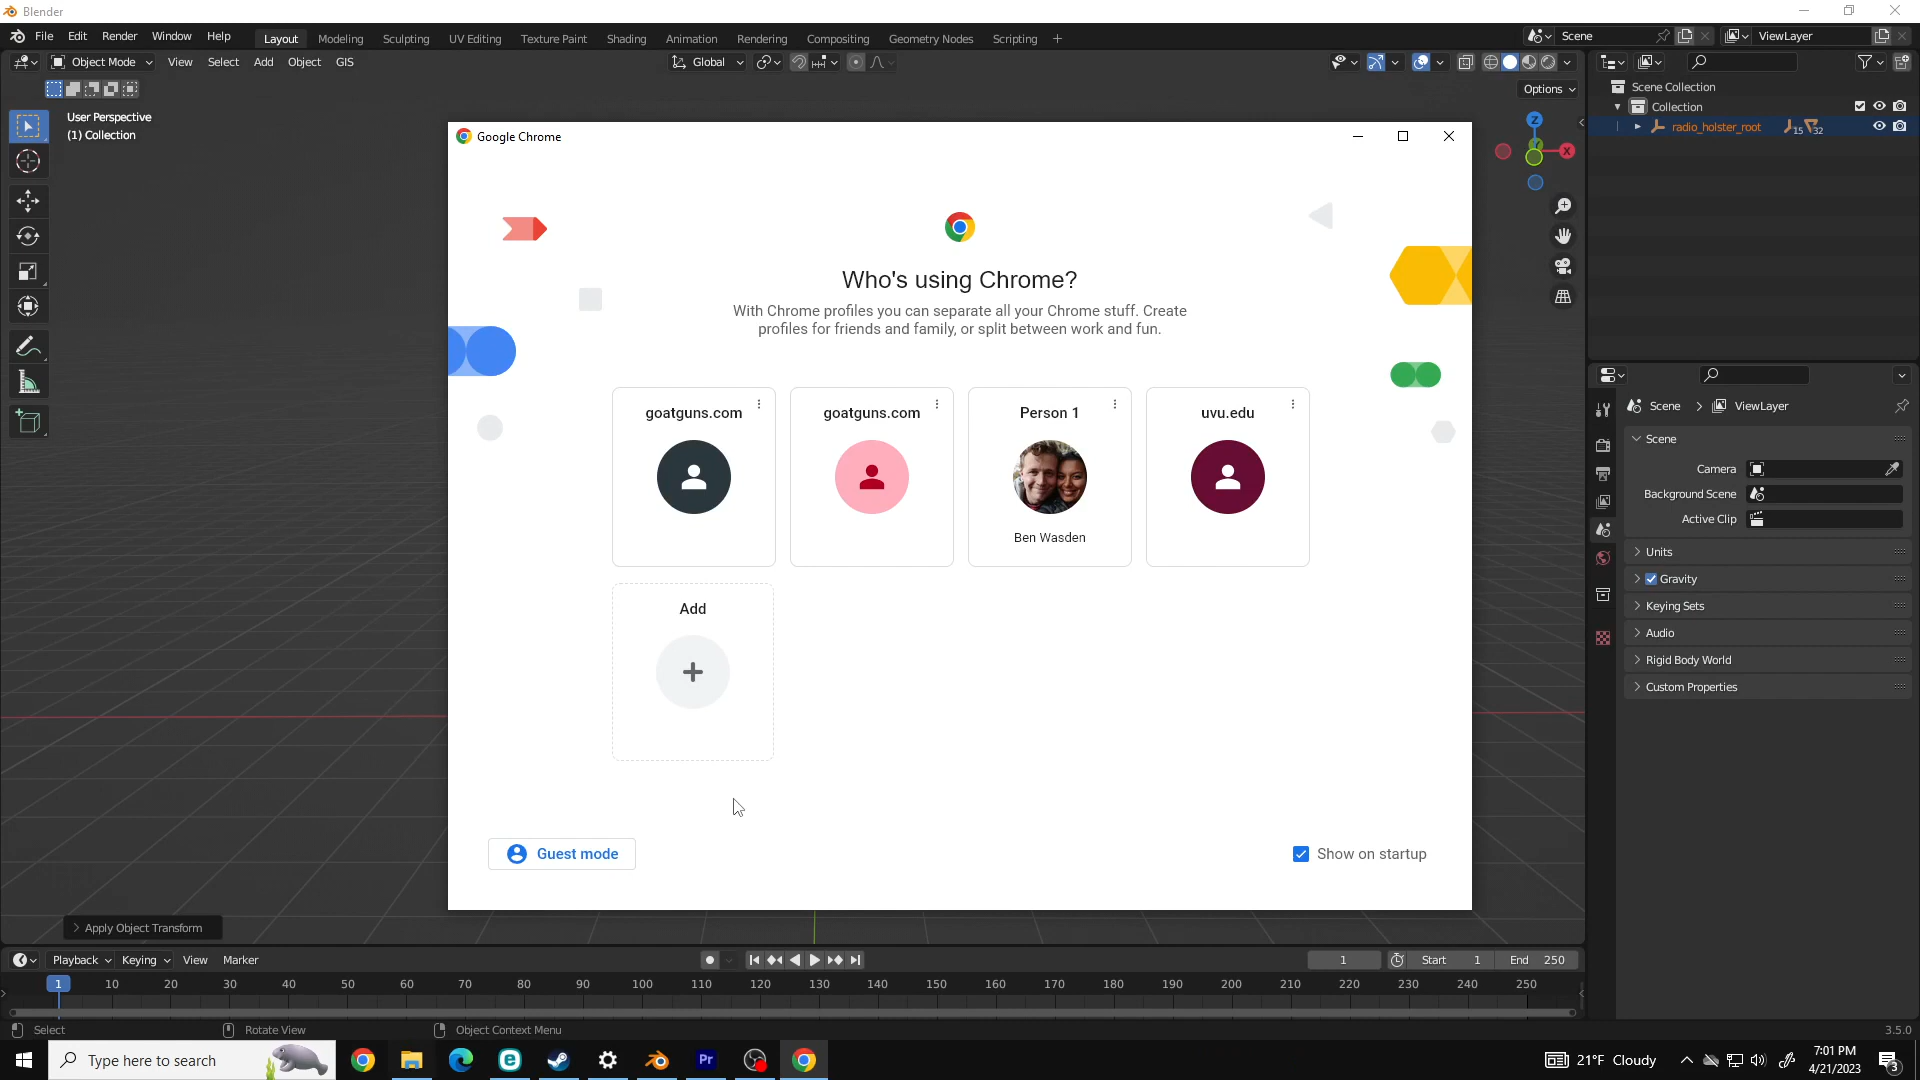 Blender
File Edit Render Window Help
Layout Modeling Sculpting UV Editing Texture Paint Shading Animation Rendering Compositing Geometry Nodes Scripting +
Scene
ViewLayer
Object Mode View Select Add Object GIS
Global
Options
User Perspective
(1) Collection
Z
Y
X
Scene Collection
Collection
radio_holster_root 15 32
Google Chrome
Who's using Chrome?
With Chrome profiles you can separate all your Chrome stuff. Create
profiles for friends and family, or split between work and fun.
goatguns.com
goatguns.com
Person 1
Ben Wasden
uvu.edu
Add
Guest mode
Show on startup
Scene > ViewLayer
Scene
Camera
Background Scene
Active Clip
Units
Gravity
Keying Sets
Audio
Rigid Body World
Custom Properties
Apply Object Transform
Playback Keying View Marker
1 Start 1 End 250
1 10 20 30 40 50 60 70 80 90 100 110 120 130 140 150 160 170 180 190 200 210 220 230 240 250
Select Rotate View Object Context Menu
3.5.0
Type here to search
Pr
21°F Cloudy
7:01 PM
4/21/2023
3